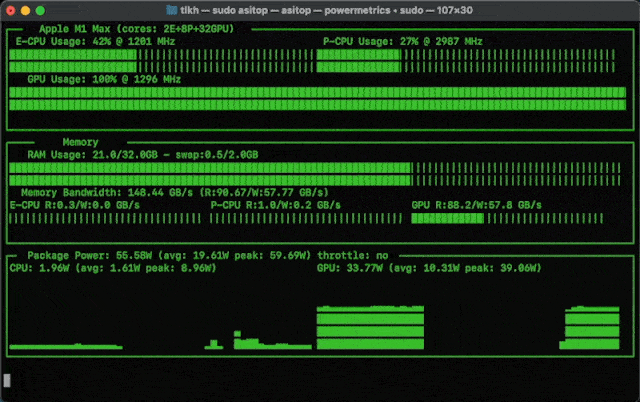 tlkh — sudo asitop — asitop — powermetrics • sudo — 107×30
Apple M1 Max (cores: 2E+8P+32GPU)
E-CPU Usage: 42% @ 1201 MHz P-CPU Usage: 27% @ 2987 MHz
GPU Usage: 100% @ 1296 MHz
Memory
RAM Usage: 21.0/32.0GB - swap:0.5/2.0GB
Memory Bandwidth: 148.44 GB/s (R:90.67/W:57.77 GB/s)
E-CPU R:0.3/W:0.0 GB/s P-CPU R:1.0/W:0.2 GB/s GPU R:88.2/W:57.8 GB/s
Package Power: 55.58W (avg: 19.61W peak: 59.69W) throttle: no
CPU: 1.96W (avg: 1.61W peak: 8.96W) GPU: 33.77W (avg: 10.31W peak: 39.06W)